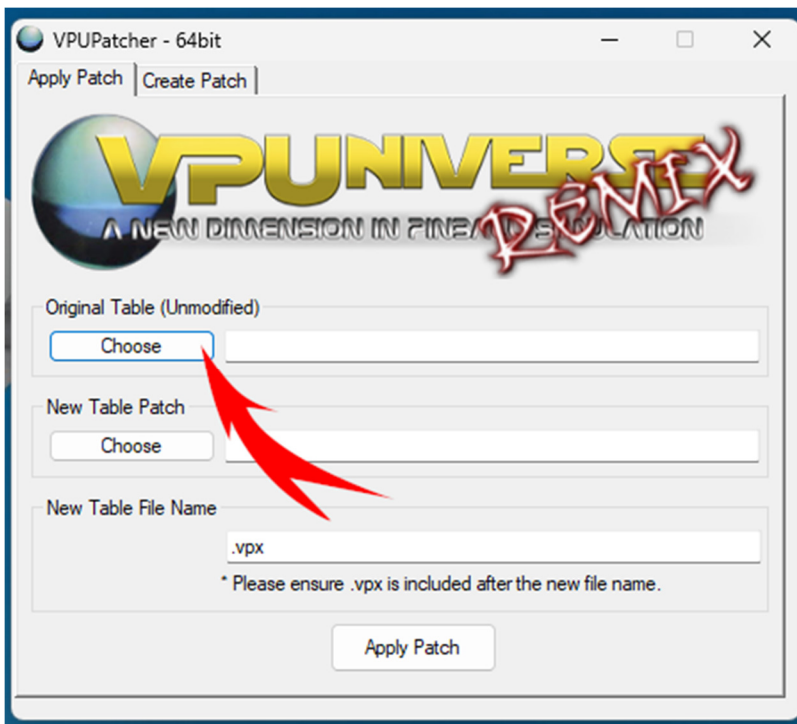 VPUPatcher - 64bit
Apply Patch
Create Patch
VPUNIVERSE
REMIX
A NEW DIMENSION IN PINBALL SIMULATION
Original Table (Unmodified)
Choose
New Table Patch
Choose
New Table File Name
.vpx
* Please ensure .vpx is included after the new file name.
Apply Patch